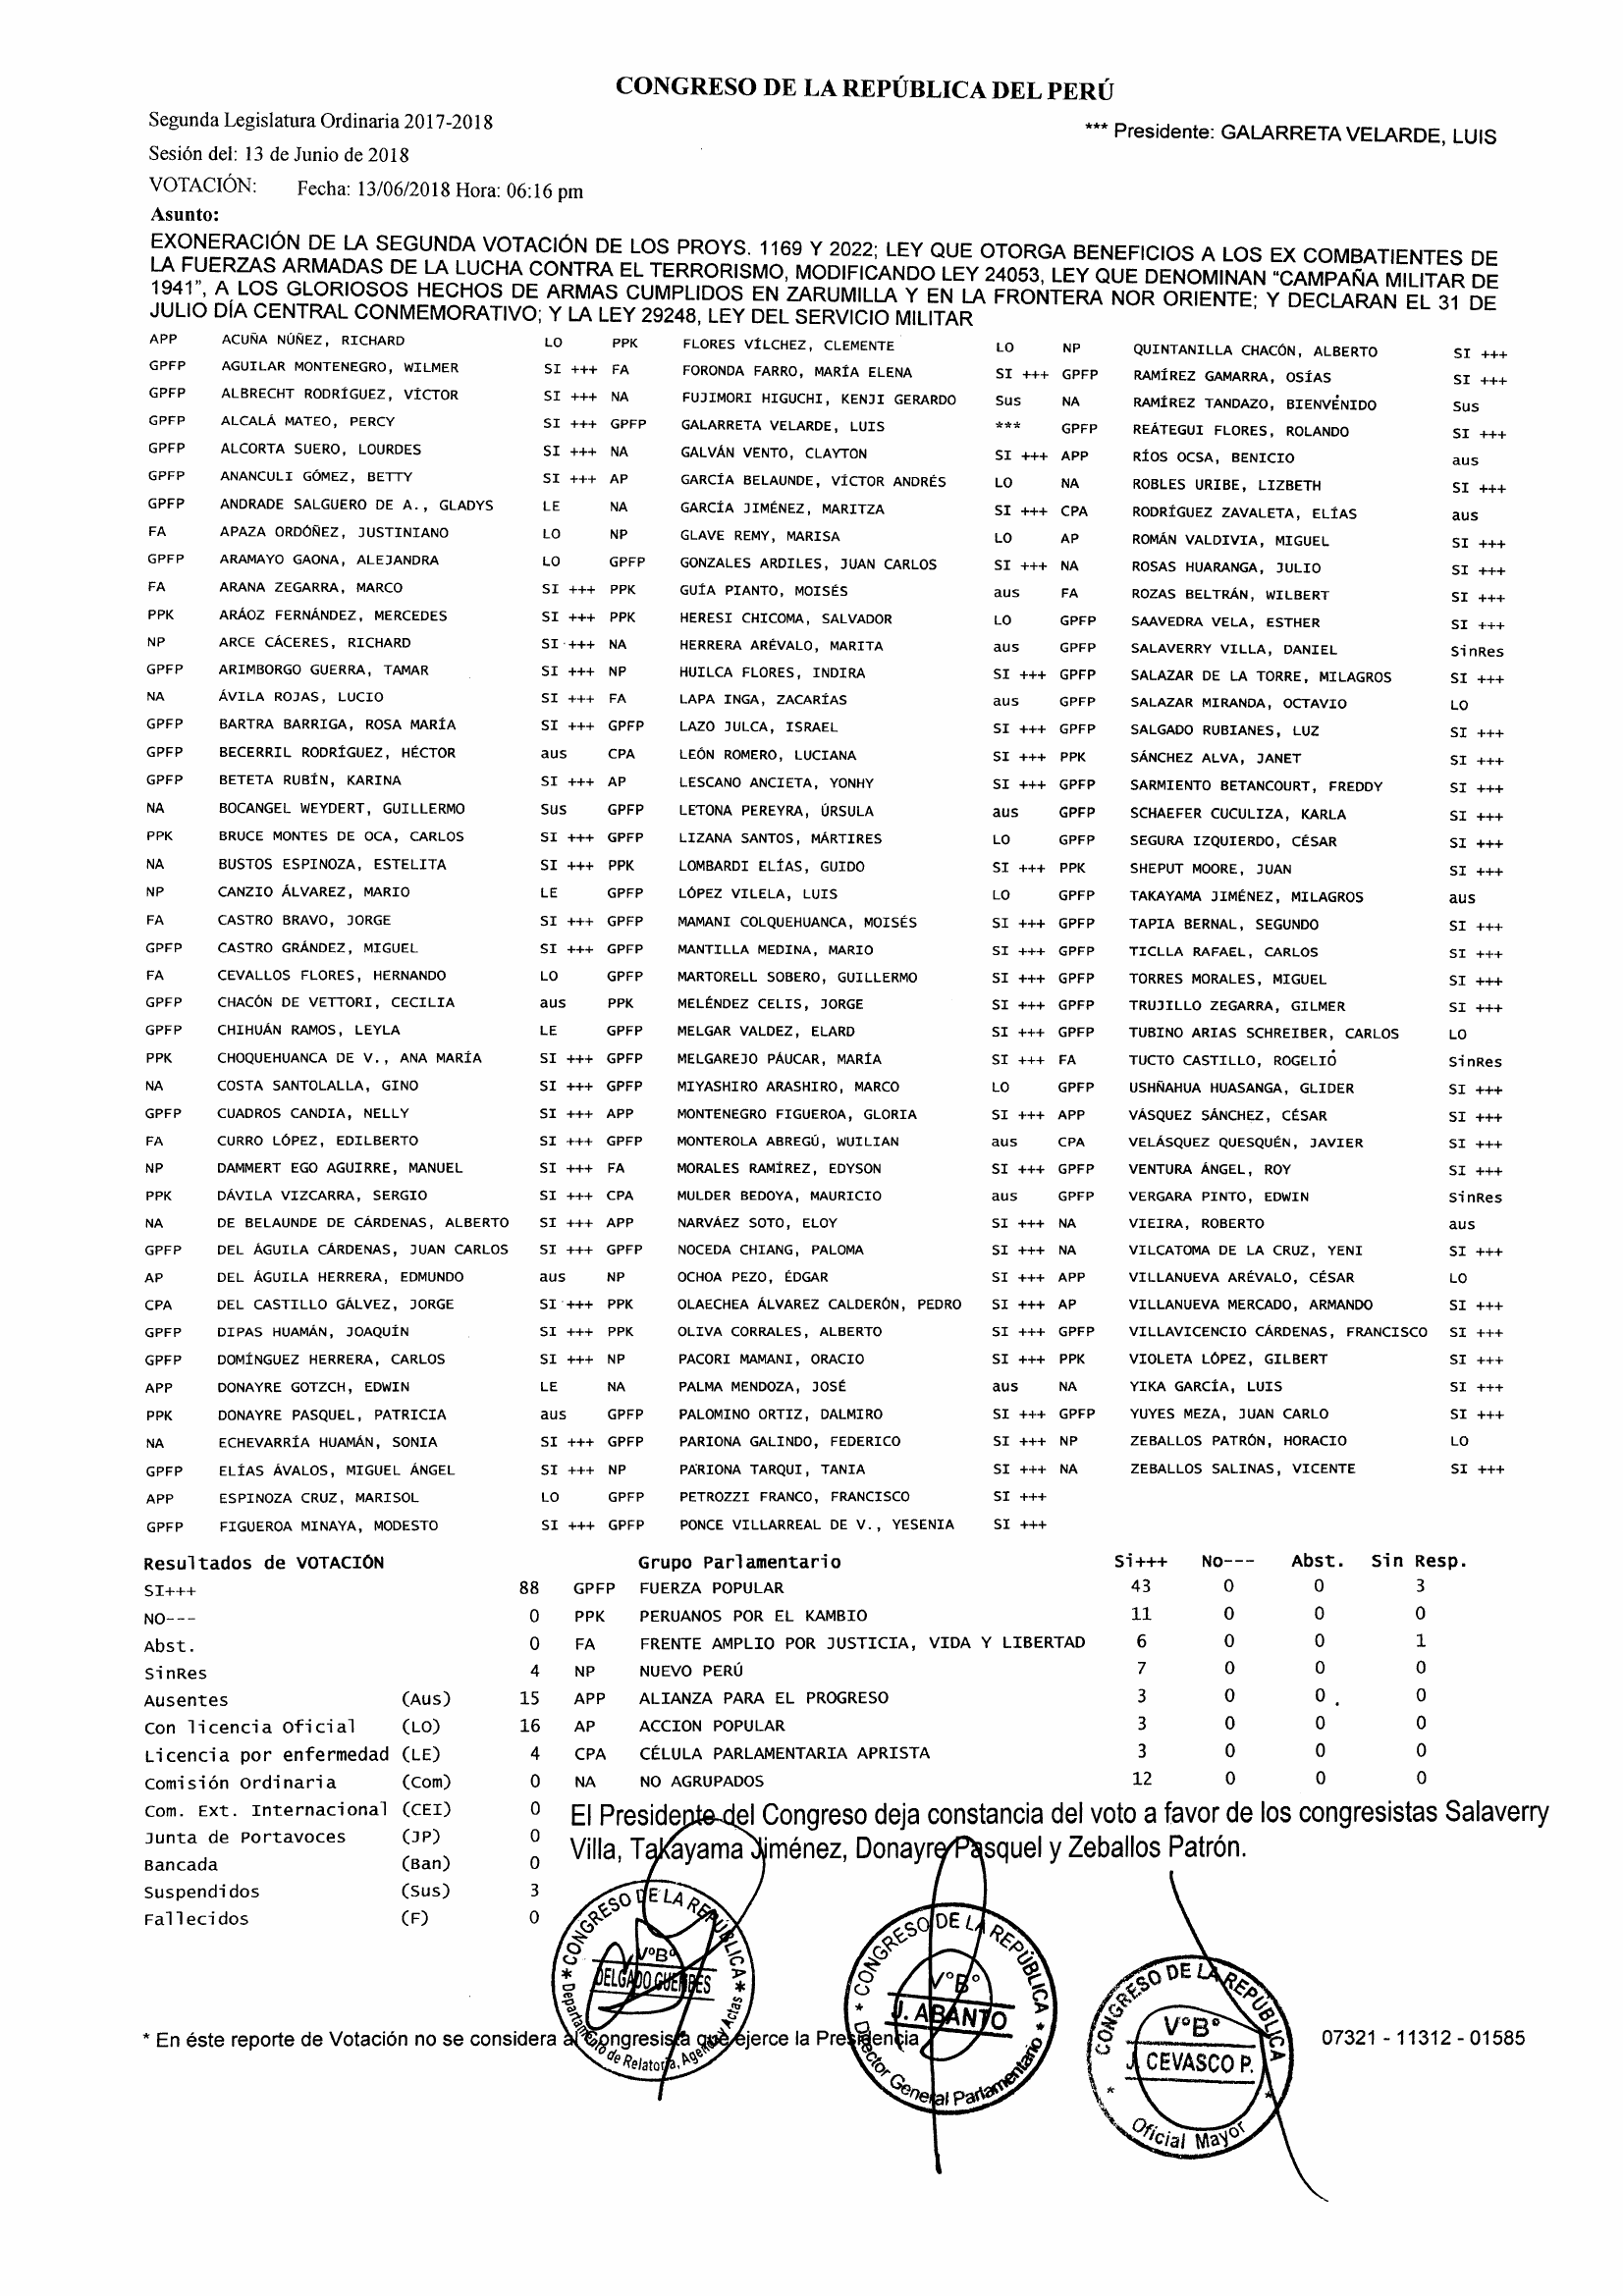 CONGRESO DE LA REPÚBLICA DEL PERÚ
Segunda Legislatura Ordinaria 2017-2018
*** Presidente: GALARRETA VELARDE, LUIS
Sesión del: 13 de Junio de 2018
VOTACIÓN: Fecha: 13/06/2018 Hora: 06:16 pm
Asunto:
EXONERACIÓN DE LA SEGUNDA VOTACIÓN DE LOS PROYS. 1169 Y 2022; LEY QUE OTORGA BENEFICIOS A LOS EX COMBATIENTES DE
LA FUERZAS ARMADAS DE LA LUCHA CONTRA EL TERRORISMO, MODIFICANDO LEY 24053, LEY QUE DENOMINAN "CAMPAÑA MILITAR DE
1941", A LOS GLORIOSOS HECHOS DE ARMAS CUMPLIDOS EN ZARUMILLA Y EN LA FRONTERA NOR ORIENTE; Y DECLARAN EL 31 DE
JULIO DÍA CENTRAL CONMEMORATIVO; Y LA LEY 29248, LEY DEL SERVICIO MILITAR
APP ACUÑA NÚÑEZ, RICHARD LO PPK FLORES VÍLCHEZ, CLEMENTE LO NP QUINTANILLA CHACÓN, ALBERTO SI +++
GPFP AGUILAR MONTENEGRO, WILMER SI +++ FA FORONDA FARRO, MARÍA ELENA SI +++ GPFP RAMÍREZ GAMARRA, OSÍAS SI +++
GPFP ALBRECHT RODRÍGUEZ, VÍCTOR SI +++ NA FUJIMORI HIGUCHI, KENJI GERARDO Sus NA RAMÍREZ TANDAZO, BIENVENIDO Sus
GPFP ALCALÁ MATEO, PERCY SI +++ GPFP GALARRETA VELARDE, LUIS *** GPFP REÁTEGUI FLORES, ROLANDO SI +++
GPFP ALCORTA SUERO, LOURDES SI +++ NA GALVÁN VENTO, CLAYTON SI +++ APP RÍOS OCSA, BENICIO aus
GPFP ANANCULI GÓMEZ, BETTY SI +++ AP GARCÍA BELAUNDE, VÍCTOR ANDRÉS LO NA ROBLES URIBE, LIZBETH SI +++
GPFP ANDRADE SALGUERO DE A., GLADYS LE NA GARCÍA JIMÉNEZ, MARITZA SI +++ CPA RODRÍGUEZ ZAVALETA, ELÍAS aus
FA APAZA ORDÓÑEZ, JUSTINIANO LO NP GLAVE REMY, MARISA LO AP ROMÁN VALDIVIA, MIGUEL SI +++
GPFP ARAMAYO GAONA, ALEJANDRA LO GPFP GONZALES ARDILES, JUAN CARLOS SI +++ NA ROSAS HUARANGA, JULIO SI +++
FA ARANA ZEGARRA, MARCO SI +++ PPK GUÍA PIANTO, MOISÉS aus FA ROZAS BELTRÁN, WILBERT SI +++
PPK ARÁOZ FERNÁNDEZ, MERCEDES SI +++ PPK HERESI CHICOMA, SALVADOR LO GPFP SAAVEDRA VELA, ESTHER SI +++
NP ARCE CÁCERES, RICHARD SI +++ NA HERRERA ARÉVALO, MARITA aus GPFP SALAVERRY VILLA, DANIEL SinRes
GPFP ARIMBORGO GUERRA, TAMAR SI +++ NP HUILCA FLORES, INDIRA SI +++ GPFP SALAZAR DE LA TORRE, MILAGROS SI +++
NA ÁVILA ROJAS, LUCIO SI +++ FA LAPA INGA, ZACARÍAS aus GPFP SALAZAR MIRANDA, OCTAVIO LO
GPFP BARTRA BARRIGA, ROSA MARÍA SI +++ GPFP LAZO JULCA, ISRAEL SI +++ GPFP SALGADO RUBIANES, LUZ SI +++
GPFP BECERRIL RODRÍGUEZ, HÉCTOR aus CPA LEÓN ROMERO, LUCIANA SI +++ PPK SÁNCHEZ ALVA, JANET SI +++
GPFP BETETA RUBÍN, KARINA SI +++ AP LESCANO ANCIETA, YONHY SI +++ GPFP SARMIENTO BETANCOURT, FREDDY SI +++
NA BOCANGEL WEYDERT, GUILLERMO Sus GPFP LETONA PEREYRA, ÚRSULA aus GPFP SCHAEFER CUCULIZA, KARLA SI +++
PPK BRUCE MONTES DE OCA, CARLOS SI +++ GPFP LIZANA SANTOS, MÁRTIRES LO GPFP SEGURA IZQUIERDO, CÉSAR SI +++
NA BUSTOS ESPINOZA, ESTELITA SI +++ PPK LOMBARDI ELÍAS, GUIDO SI +++ PPK SHEPUT MOORE, JUAN SI +++
NP CANZIO ÁLVAREZ, MARIO LE GPFP LÓPEZ VILELA, LUIS LO GPFP TAKAYAMA JIMÉNEZ, MILAGROS aus
FA CASTRO BRAVO, JORGE SI +++ GPFP MAMANI COLQUEHUANCA, MOISÉS SI +++ GPFP TAPIA BERNAL, SEGUNDO SI +++
GPFP CASTRO GRÁNDEZ, MIGUEL SI +++ GPFP MANTILLA MEDINA, MARIO SI +++ GPFP TICLLA RAFAEL, CARLOS SI +++
FA CEVALLOS FLORES, HERNANDO LO GPFP MARTORELL SOBERO, GUILLERMO SI +++ GPFP TORRES MORALES, MIGUEL SI +++
GPFP CHACÓN DE VETTORI, CECILIA aus PPK MELÉNDEZ CELIS, JORGE SI +++ GPFP TRUJILLO ZEGARRA, GILMER SI +++
GPFP CHIHUÁN RAMOS, LEYLA LE GPFP MELGAR VALDEZ, ELARD SI +++ GPFP TUBINO ARIAS SCHREIBER, CARLOS LO
PPK CHOQUEHUANCA DE V., ANA MARÍA SI +++ GPFP MELGAREJO PÁUCAR, MARÍA SI +++ FA TUCTO CASTILLO, ROGELIO SinRes
NA COSTA SANTOLALLA, GINO SI +++ GPFP MIYASHIRO ARASHIRO, MARCO LO GPFP USHÑAHUA HUASANGA, GLIDER SI +++
GPFP CUADROS CANDIA, NELLY SI +++ APP MONTENEGRO FIGUEROA, GLORIA SI +++ APP VÁSQUEZ SÁNCHEZ, CÉSAR SI +++
FA CURRO LÓPEZ, EDILBERTO SI +++ GPFP MONTEROLA ABREGÚ, WUILIAN aus CPA VELÁSQUEZ QUESQUÉN, JAVIER SI +++
NP DAMMERT EGO AGUIRRE, MANUEL SI +++ FA MORALES RAMÍREZ, EDYSON SI +++ GPFP VENTURA ÁNGEL, ROY SI +++
PPK DÁVILA VIZCARRA, SERGIO SI +++ CPA MULDER BEDOYA, MAURICIO aus GPFP VERGARA PINTO, EDWIN SinRes
NA DE BELAUNDE DE CÁRDENAS, ALBERTO SI +++ APP NARVÁEZ SOTO, ELOY SI +++ NA VIEIRA, ROBERTO aus
GPFP DEL ÁGUILA CÁRDENAS, JUAN CARLOS SI +++ GPFP NOCEDA CHIANG, PALOMA SI +++ NA VILCATOMA DE LA CRUZ, YENI SI +++
AP DEL ÁGUILA HERRERA, EDMUNDO aus NP OCHOA PEZO, ÉDGAR SI +++ APP VILLANUEVA ARÉVALO, CÉSAR LO
CPA DEL CASTILLO GÁLVEZ, JORGE SI +++ PPK OLAECHEA ÁLVAREZ CALDERÓN, PEDRO SI +++ AP VILLANUEVA MERCADO, ARMANDO SI +++
GPFP DIPAS HUAMÁN, JOAQUÍN SI +++ PPK OLIVA CORRALES, ALBERTO SI +++ GPFP VILLAVICENCIO CÁRDENAS, FRANCISCO SI +++
GPFP DOMÍNGUEZ HERRERA, CARLOS SI +++ NP PACORI MAMANI, ORACIO SI +++ PPK VIOLETA LÓPEZ, GILBERT SI +++
APP DONAYRE GOTZCH, EDWIN LE NA PALMA MENDOZA, JOSÉ aus NA YIKA GARCÍA, LUIS SI +++
PPK DONAYRE PASQUEL, PATRICIA aus GPFP PALOMINO ORTIZ, DALMIRO SI +++ GPFP YUYES MEZA, JUAN CARLO SI +++
NA ECHEVARRÍA HUAMÁN, SONIA SI +++ GPFP PARIONA GALINDO, FEDERICO SI +++ NP ZEBALLOS PATRÓN, HORACIO LO
GPFP ELÍAS ÁVALOS, MIGUEL ÁNGEL SI +++ NP PARIONA TARQUI, TANIA SI +++ NA ZEBALLOS SALINAS, VICENTE SI +++
APP ESPINOZA CRUZ, MARISOL LO GPFP PETROZZI FRANCO, FRANCISCO SI +++
GPFP FIGUEROA MINAYA, MODESTO SI +++ GPFP PONCE VILLARREAL DE V., YESENIA SI +++
Resultados de VOTACIÓN Grupo Parlamentario Si+++ No--- Abst. Sin Resp.
SI+++ 88 GPFP FUERZA POPULAR 43 0 0 3
NO--- 0 PPK PERUANOS POR EL KAMBIO 11 0 0 0
Abst. 0 FA FRENTE AMPLIO POR JUSTICIA, VIDA Y LIBERTAD 6 0 0 1
SinRes 4 NP NUEVO PERÚ 7 0 0 0
Ausentes (Aus) 15 APP ALIANZA PARA EL PROGRESO 3 0 0 0
Con licencia Oficial (LO) 16 AP ACCION POPULAR 3 0 0 0
Licencia por enfermedad (LE) 4 CPA CÉLULA PARLAMENTARIA APRISTA 3 0 0 0
Comisión Ordinaria (Com) 0 NA NO AGRUPADOS 12 0 0 0
Com. Ext. Internacional (CEI) 0
Junta de Portavoces (JP) 0
Bancada (Ban) 0
Suspendidos (Sus) 3
Fallecidos (F) 0
El Presidente del Congreso deja constancia del voto a favor de los congresistas Salaverry
Villa, Takayama Jiménez, Donayre Pasquel y Zeballos Patrón.
* CONGRESO DE LA REPÚBLICA *
V°B°
DELGADO GUEMBES
Departamento de Relatoría, Agenda y Actas
* CONGRESO DE LA REPÚBLICA *
V°B°
J. ABANTO
Director General Parlamentario
CONGRESO DE LA REPÚBLICA
V°B°
J. CEVASCO P.
* Oficial Mayor *
* En éste reporte de Votación no se considera al Congresista que ejerce la Presidencia
07321 - 11312 - 01585